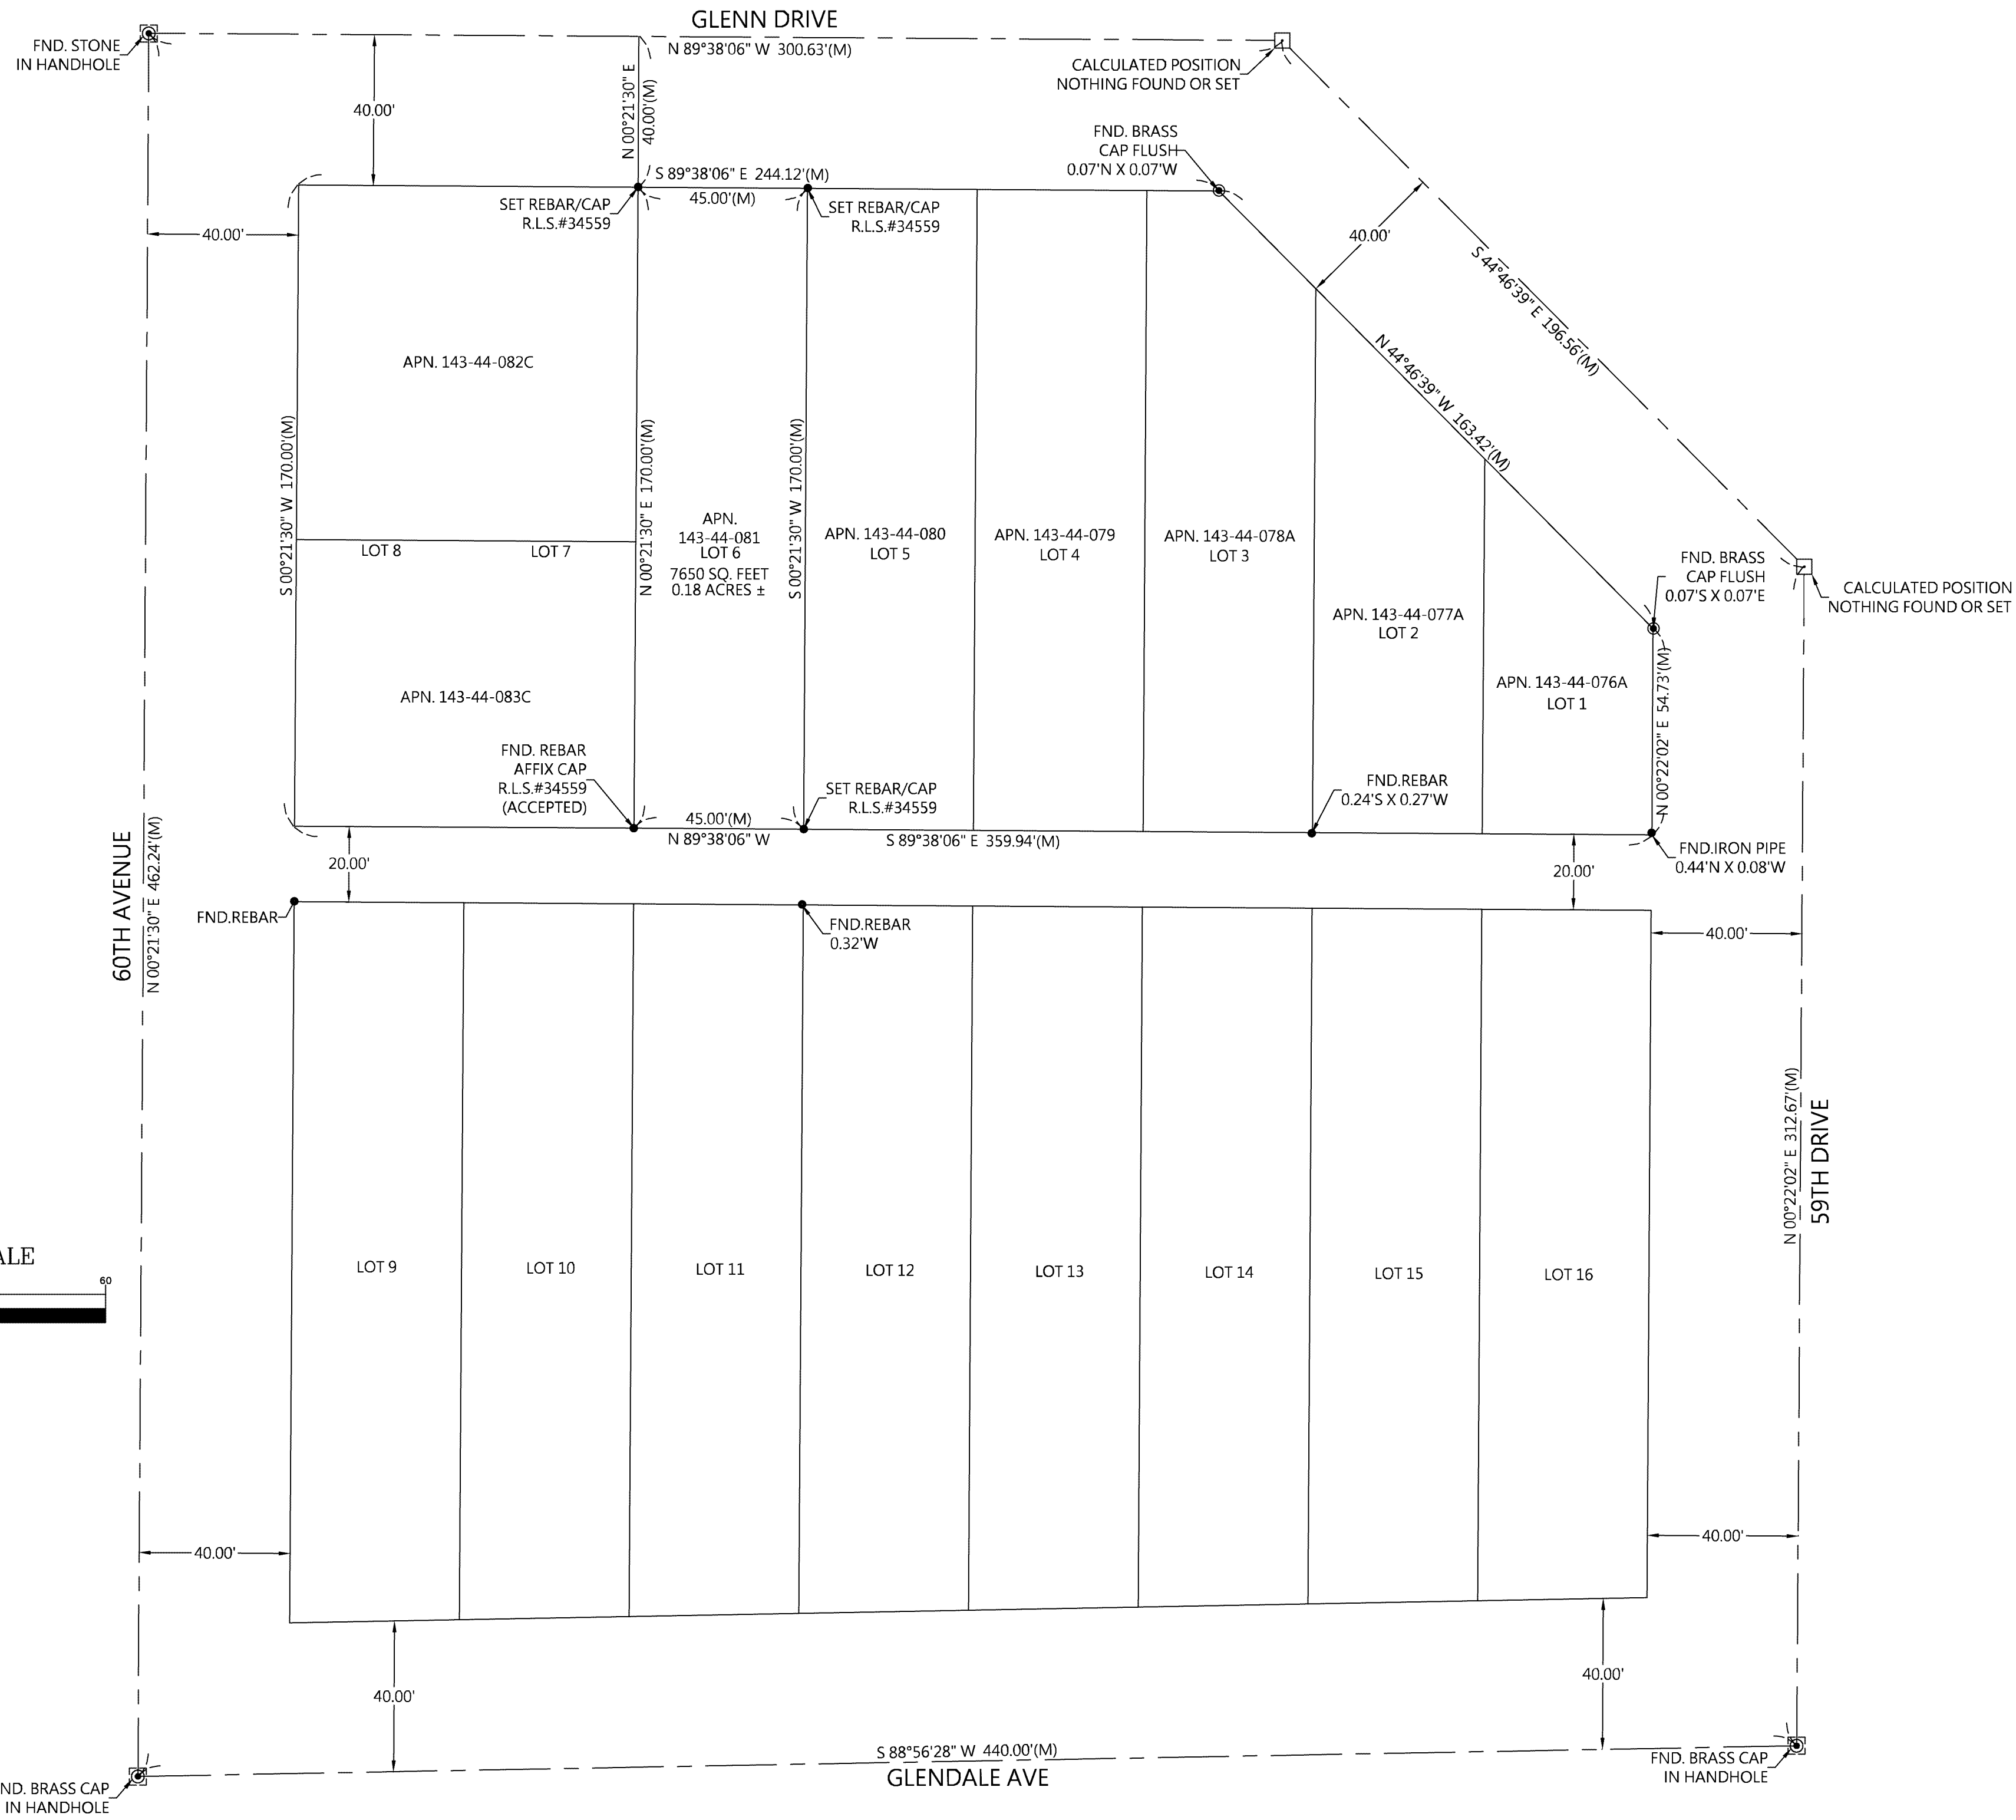 GLENN DRIVE
FND. STONE
IN HANDHOLE
N 89°38'06" W 300.63'(M)
CALCULATED POSITION
NOTHING FOUND OR SET
40.00'
N 00°21'30" E
40.00'(M)
FND. BRASS
CAP FLUSH
0.07'N X 0.07'W
S 89°38'06" E 244.12'(M)
45.00'(M)
SET REBAR/CAP
R.L.S.#34559
SET REBAR/CAP
R.L.S.#34559
40.00'
40.00'
S 44°46'39" E 196.56'(M)
N 44°46'39" W 163.42'(M)
APN. 143-44-082C
S 00°21'30" W 170.00'(M)
N 00°21'30" E 170.00'(M)
S 00°21'30" W 170.00'(M)
LOT 8
LOT 7
APN.
143-44-081
LOT 6
7650 SQ. FEET
0.18 ACRES ±
APN. 143-44-080
LOT 5
APN. 143-44-079
LOT 4
APN. 143-44-078A
LOT 3
APN. 143-44-077A
LOT 2
APN. 143-44-076A
LOT 1
FND. BRASS
CAP FLUSH
0.07'S X 0.07'E
CALCULATED POSITION
NOTHING FOUND OR SET
N 00°22'02" E 54.73'(M)
APN. 143-44-083C
FND. REBAR
AFFIX CAP
R.L.S.#34559
(ACCEPTED)
SET REBAR/CAP
R.L.S.#34559
FND.REBAR
0.24'S X 0.27'W
45.00'(M)
N 89°38'06" W
S 89°38'06" E 359.94'(M)
FND.IRON PIPE
0.44'N X 0.08'W
20.00'
20.00'
60TH AVENUE
N 00°21'30" E 462.24'(M)
FND.REBAR
FND.REBAR
0.32'W
40.00'
N 00°22'02" E 312.67'(M)
59TH DRIVE
ALE
60
LOT 9
LOT 10
LOT 11
LOT 12
LOT 13
LOT 14
LOT 15
LOT 16
40.00'
40.00'
40.00'
40.00'
S 88°56'28" W 440.00'(M)
GLENDALE AVE
ND. BRASS CAP
IN HANDHOLE
FND. BRASS CAP
IN HANDHOLE